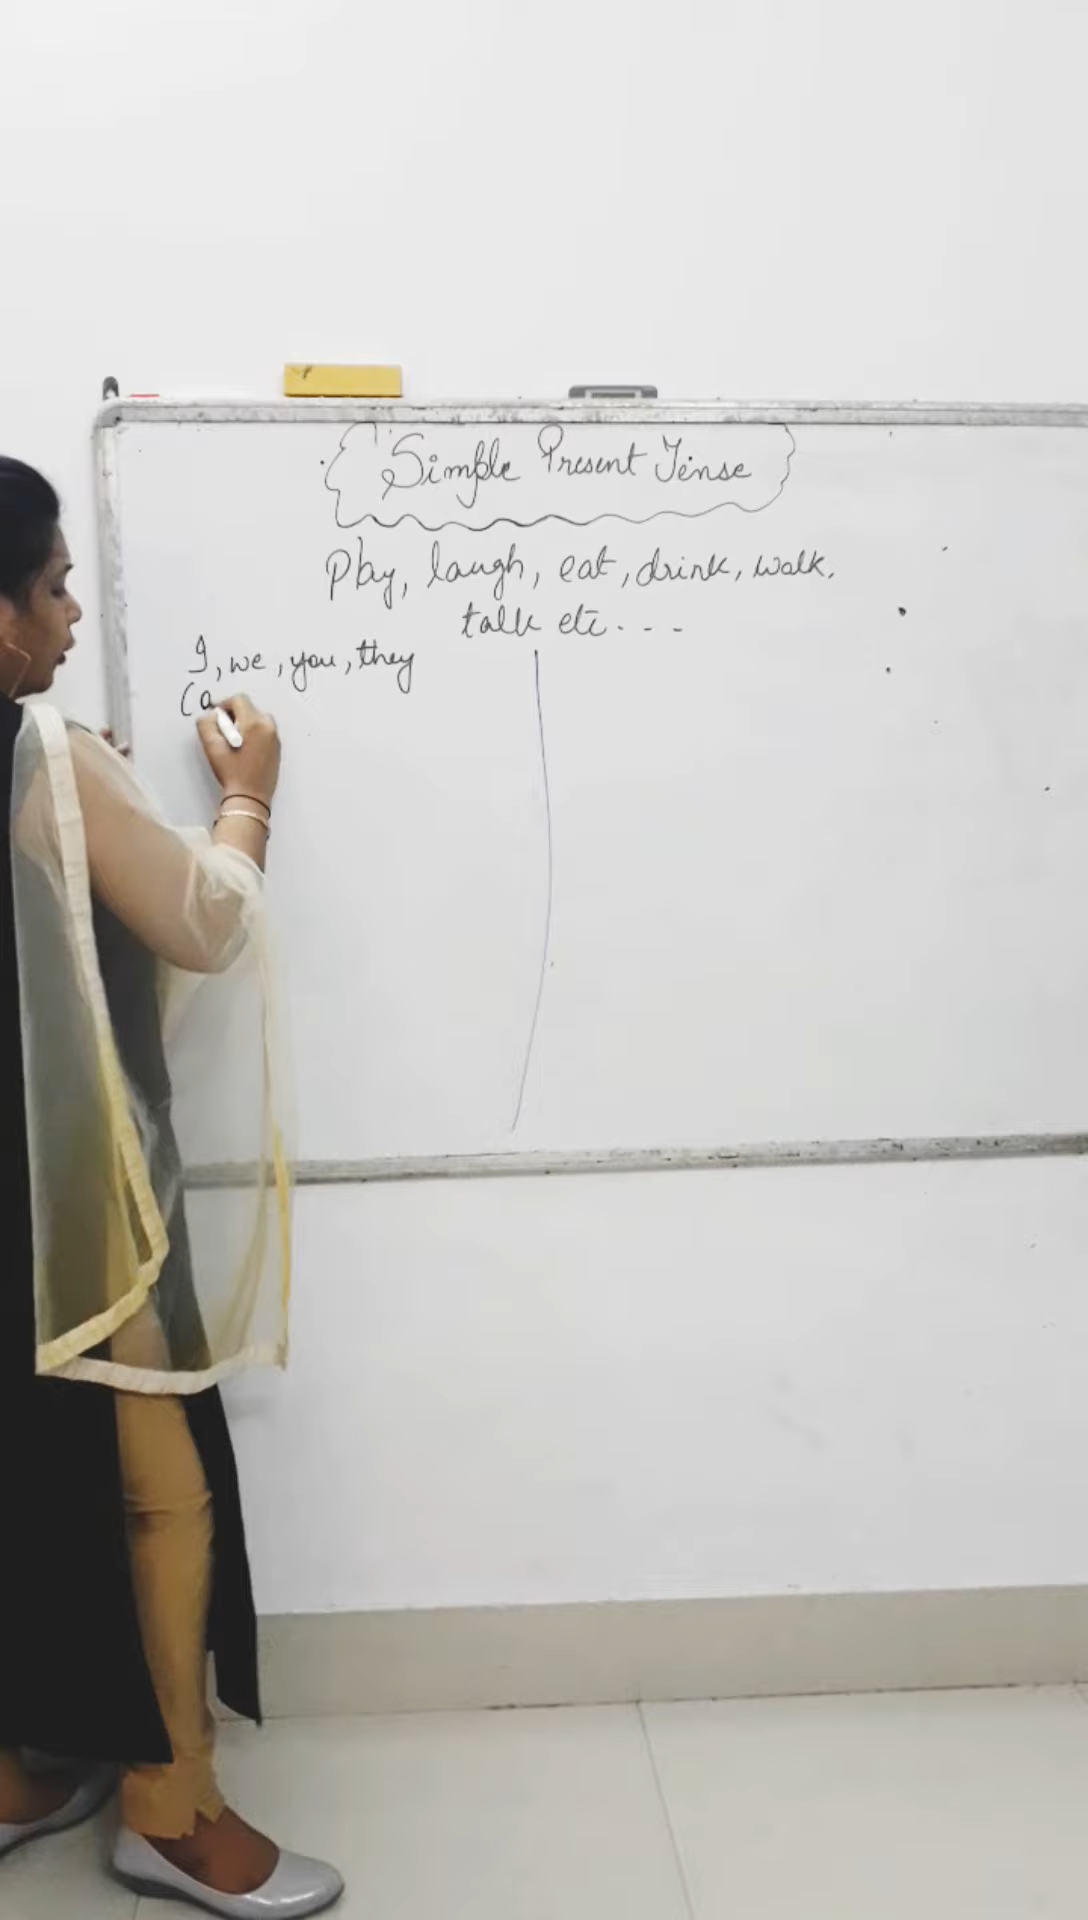 Simple Present Tense
Play, laugh, eat, drink, walk,
talk etc. - - -
I, we, you, they
(a